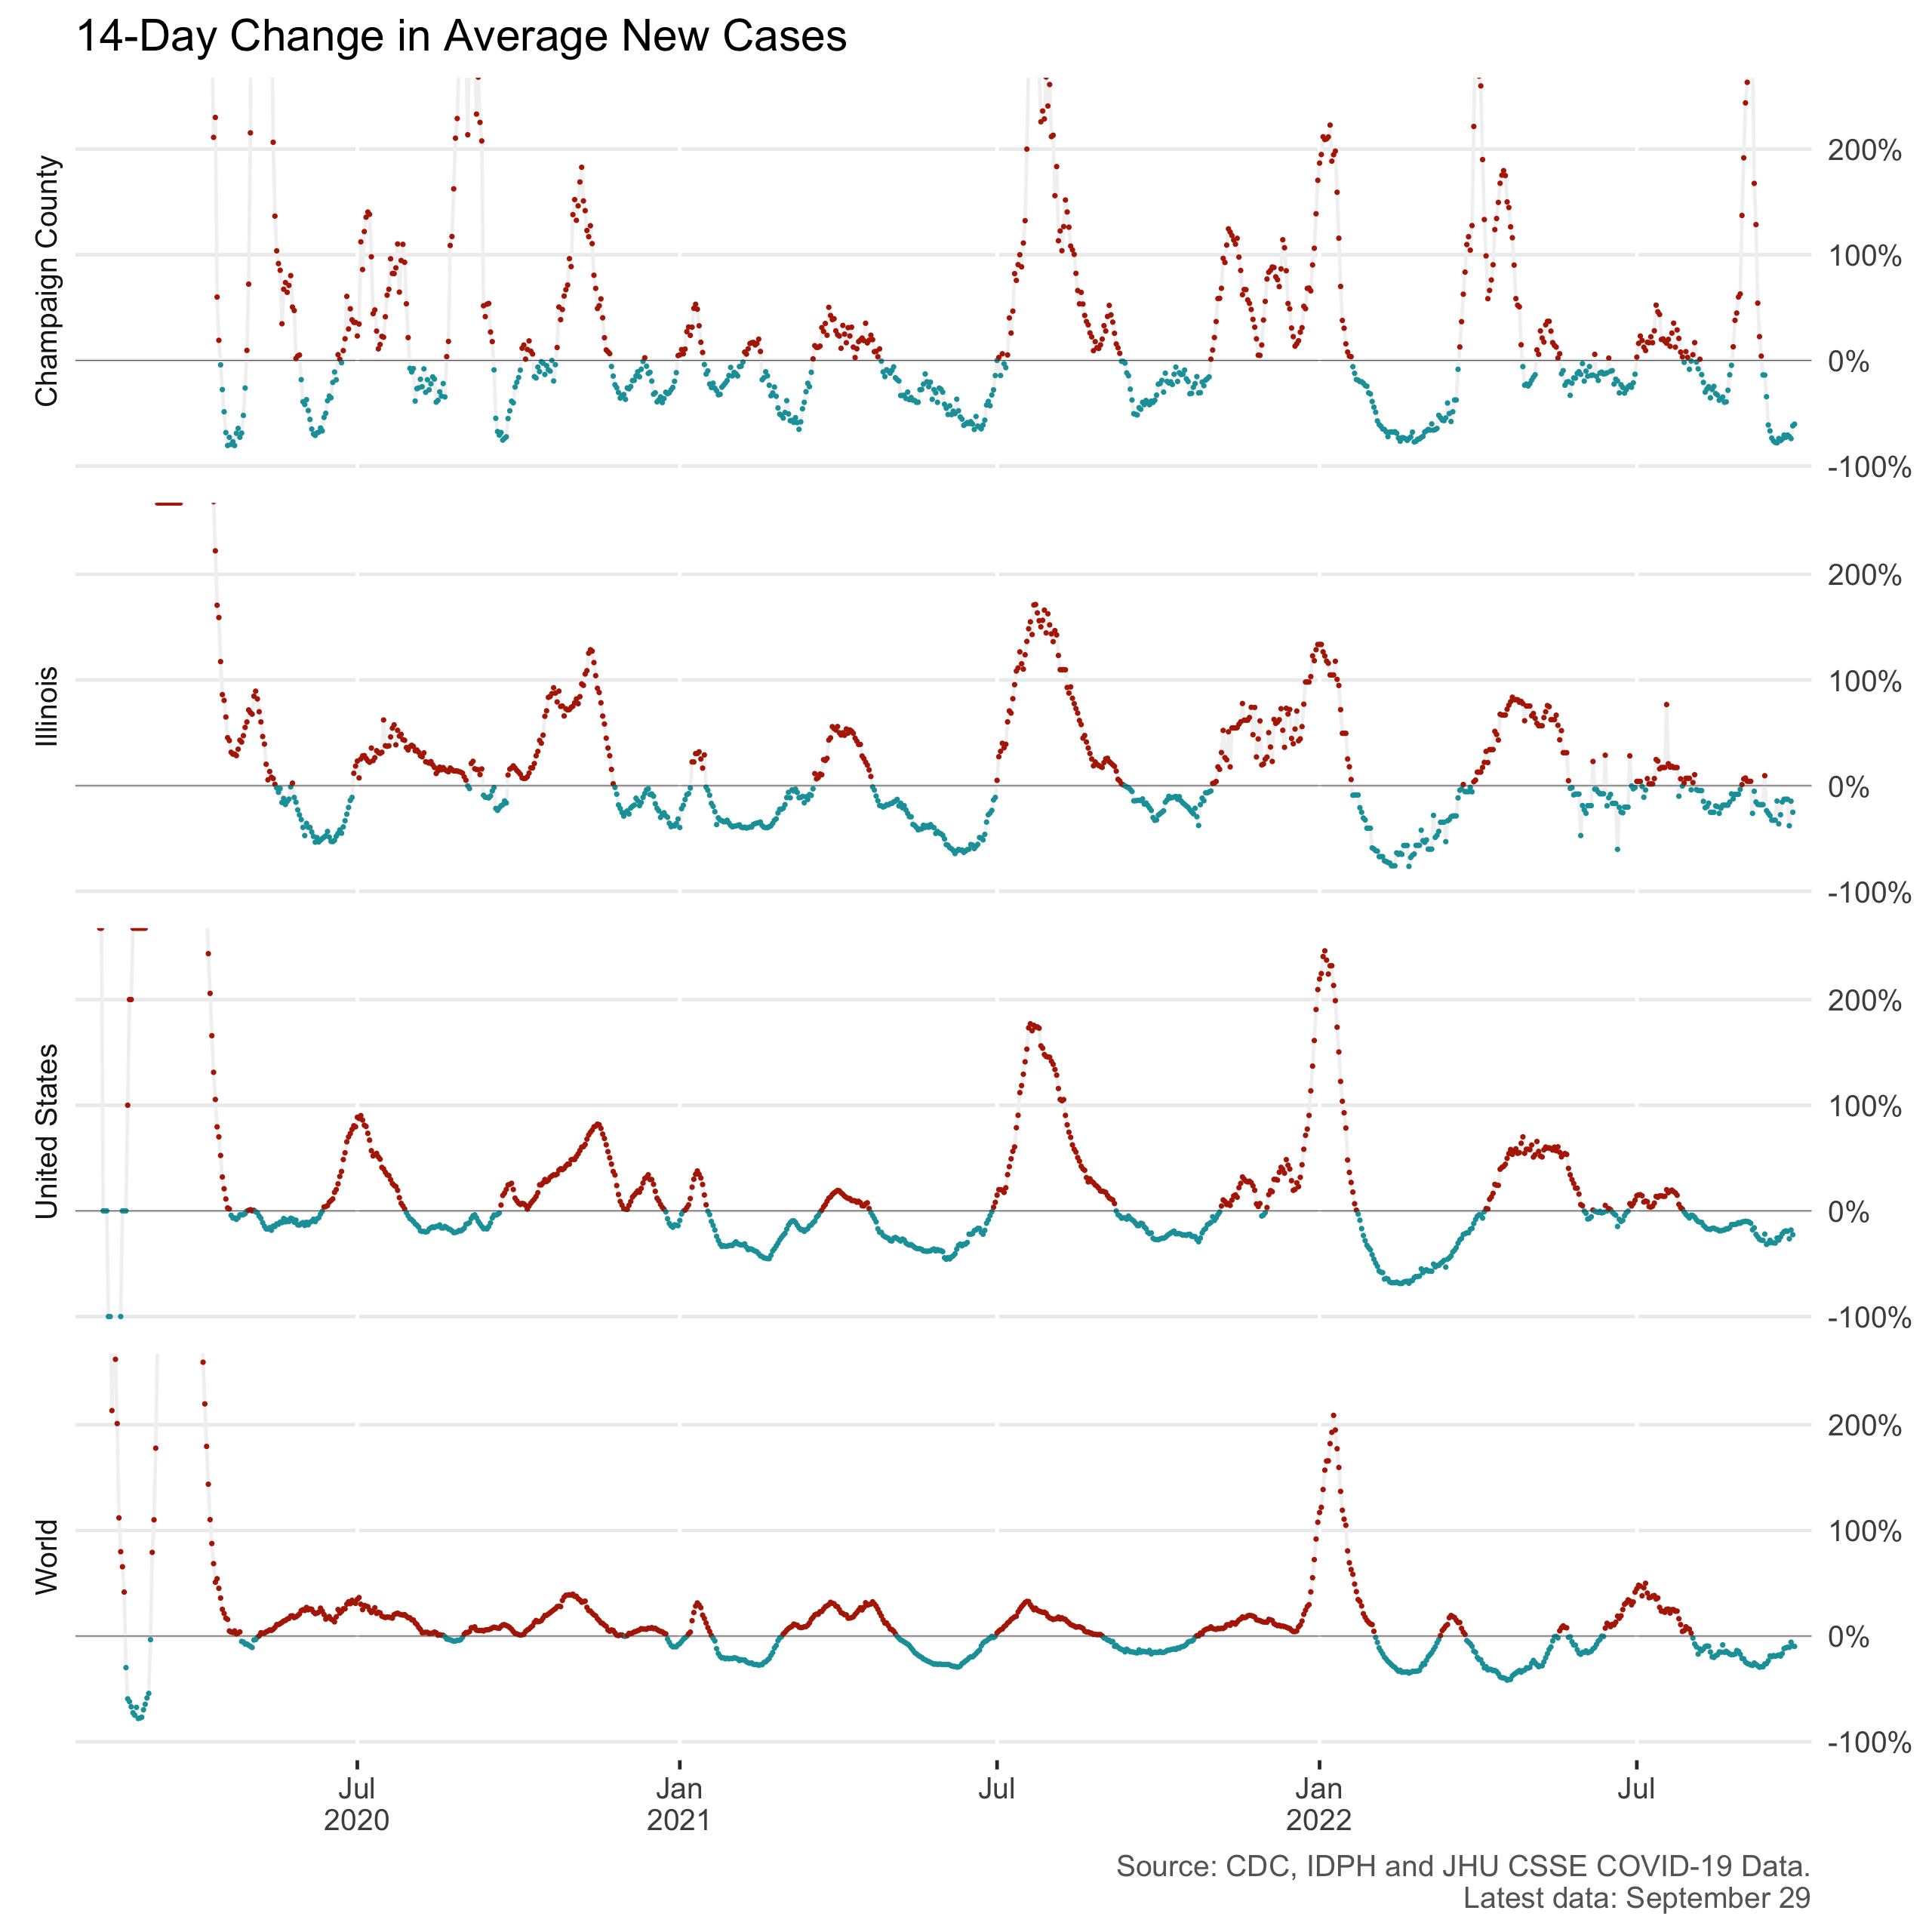 14-Day Change in Average New Cases
Champaign County
200%
100%
0%
-100%
Illinois
200%
100%
0%
-100%
United States
200%
100%
0%
-100%
World
200%
100%
0%
-100%
Jul
2020
Jan
2021
Jul
Jan
2022
Jul
Source: CDC, IDPH and JHU CSSE COVID-19 Data.
Latest data: September 29